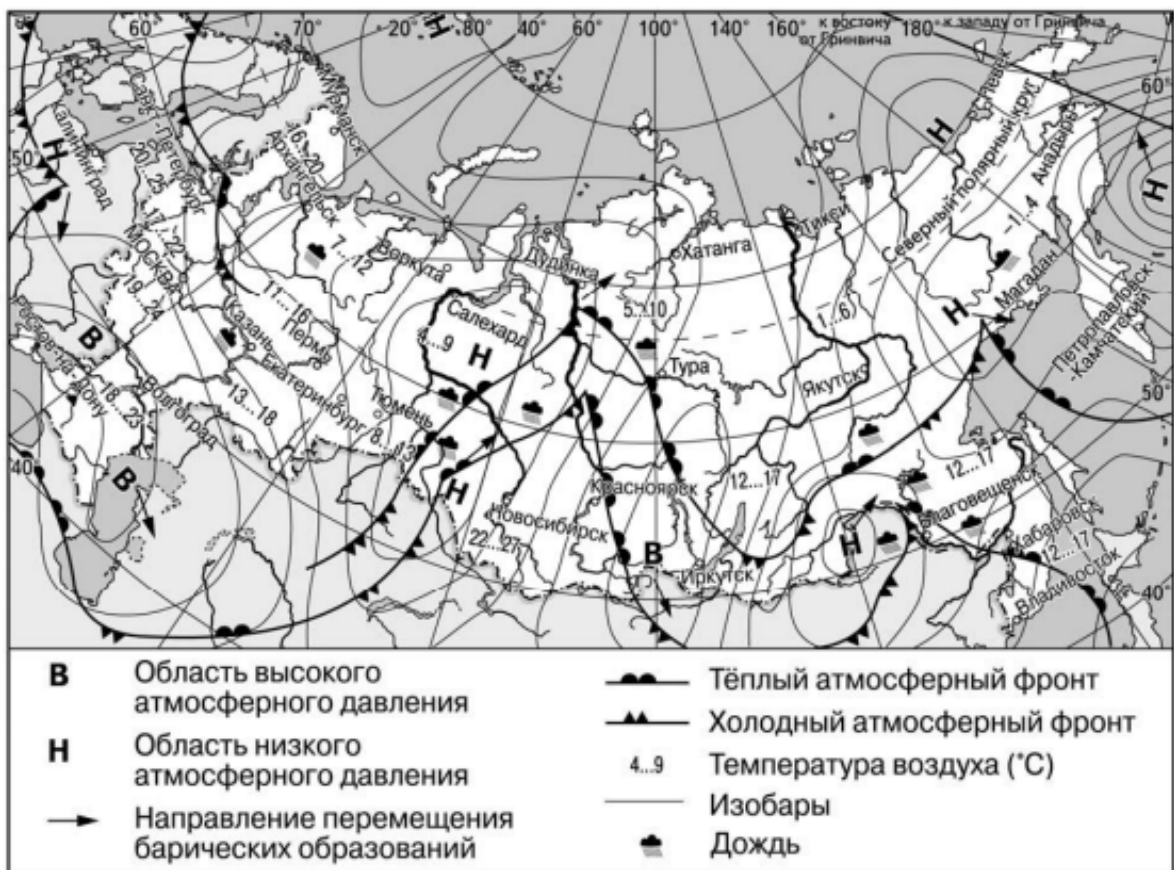 Н
60°
70°
20°
Н
80°
60°
100°
140°
160°
к востоку
от Гринвича
180°
к западу от Гринвича
60°
50°
40
50°
40°
Мурманск
Санкт-Петербург
Калининград
20...25
16...20
Архангельск
Певек
Северный полярный круг
Анадырь
Н
Н
Н
17...22
МОСКВА
19...24
7...12
Воркута
Дудинка
Хатанга
Тикси
-1...4
Магадан
Н
Петропавловск-
Камчатский
11...16
Казань
Пермь
Салехард
4...9
Н
5...10
1...6
Тура
Якутск
В
Ростов-на-Дону
18...23
Волгоград
13...18
Екатеринбург
Тюмень
8...13
В
Н
Новосибирск
22...27
Красноярск
12...17
В
Иркутск
Н
12...17
Благовещенск
Хабаровск
12...17
Владивосток
В
Область высокого
атмосферного давления
Н
Область низкого
атмосферного давления
Направление перемещения
барических образований
Тёплый атмосферный фронт
Холодный атмосферный фронт
4...9
Температура воздуха (°С)
Изобары
Дождь